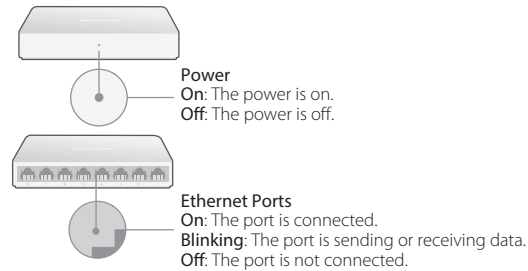 Power
On: The power is on.
Off: The power is off.
Ethernet Ports
On: The port is connected.
Blinking: The port is sending or receiving data.
Off: The port is not connected.